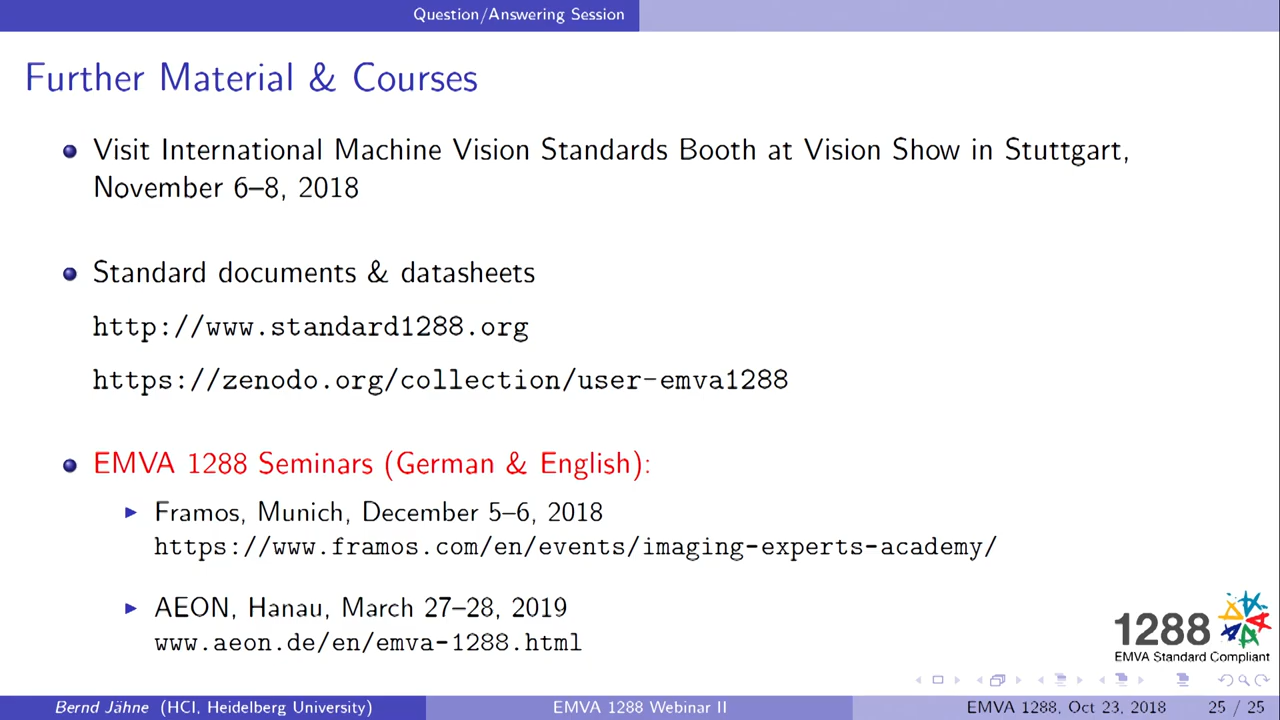 Question/Answering Session
Further Material & Courses
Visit International Machine Vision Standards Booth at Vision Show in Stuttgart,
November 6–8, 2018
Standard documents & datasheets
http://www.standard1288.org
https://zenodo.org/collection/user-emva1288
EMVA 1288 Seminars (German & English):
Framos, Munich, December 5–6, 2018
https://www.framos.com/en/events/imaging-experts-academy/
AEON, Hanau, March 27–28, 2019
www.aeon.de/en/emva-1288.html
1288
EMVA Standard Compliant
Bernd Jähne (HCI, Heidelberg University) EMVA 1288 Webinar II EMVA 1288, Oct 23, 2018 25 / 25